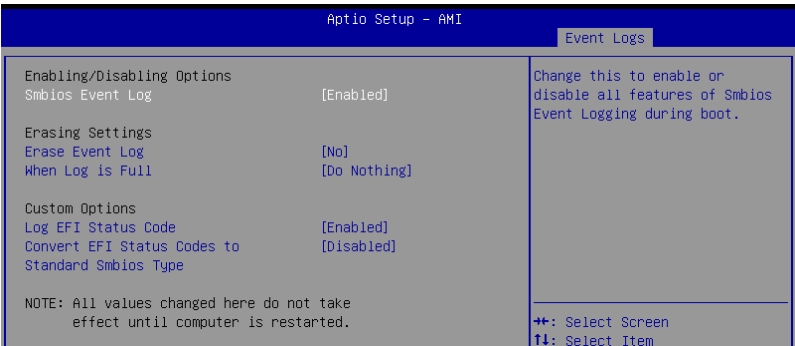 Aptio Setup – AMI
Event Logs
Enabling/Disabling Options
Smbios Event Log [Enabled]
Erasing Settings
Erase Event Log [No]
When Log is Full [Do Nothing]
Custom Options
Log EFI Status Code [Enabled]
Convert EFI Status Codes to [Disabled]
Standard Smbios Type
NOTE: All values changed here do not take
effect until computer is restarted.
Change this to enable or
disable all features of Smbios
Event Logging during boot.
→←: Select Screen
↑↓: Select Item